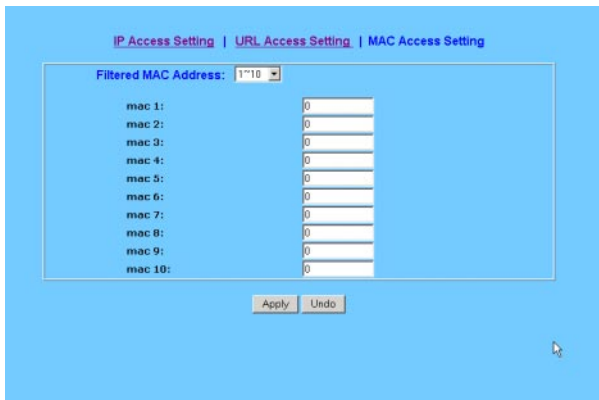 IP Access Setting | URL Access Setting | MAC Access Setting
Filtered MAC Address: 1~10
mac 1: 0
mac 2: 0
mac 3: 0
mac 4: 0
mac 5: 0
mac 6: 0
mac 7: 0
mac 8: 0
mac 9: 0
mac 10: 0
Apply Undo